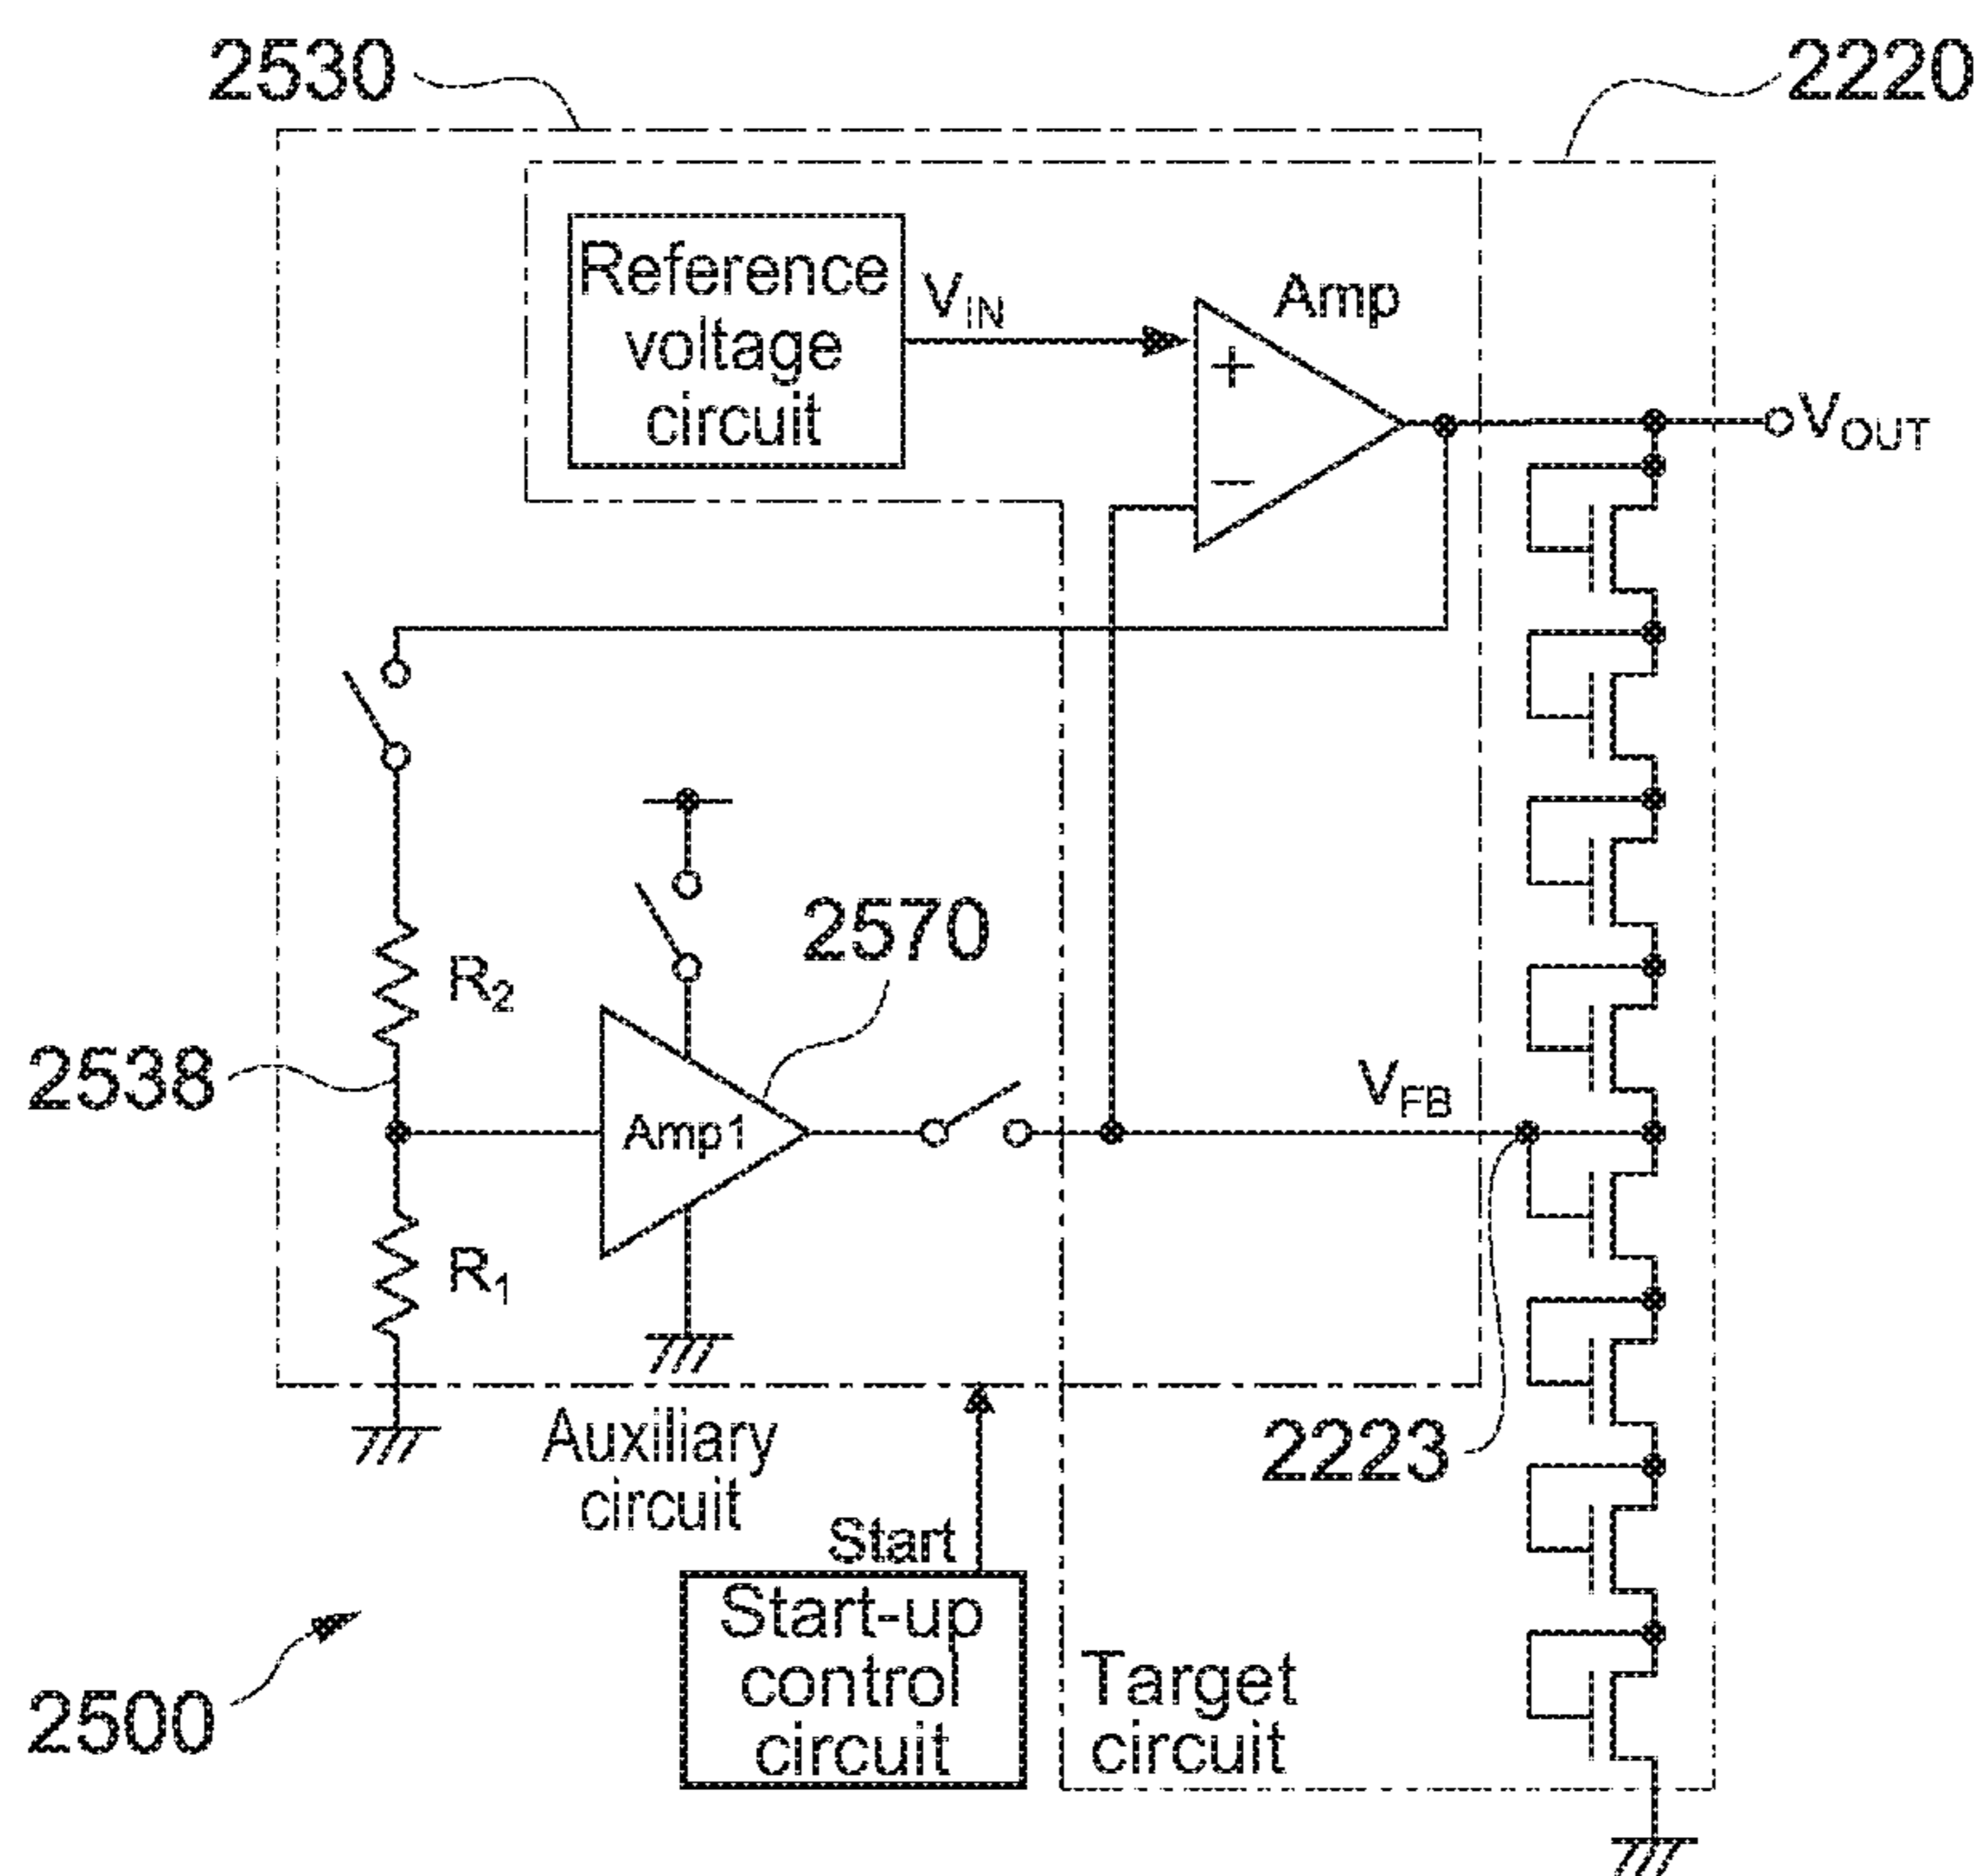 2530
2220
Reference
voltage
circuit
VIN
Amp
+
−
VOUT
2570
R2
2538
Amp1
VFB
R1
2223
Auxiliary
circuit
Start
Start-up
control
circuit
Target
circuit
2500